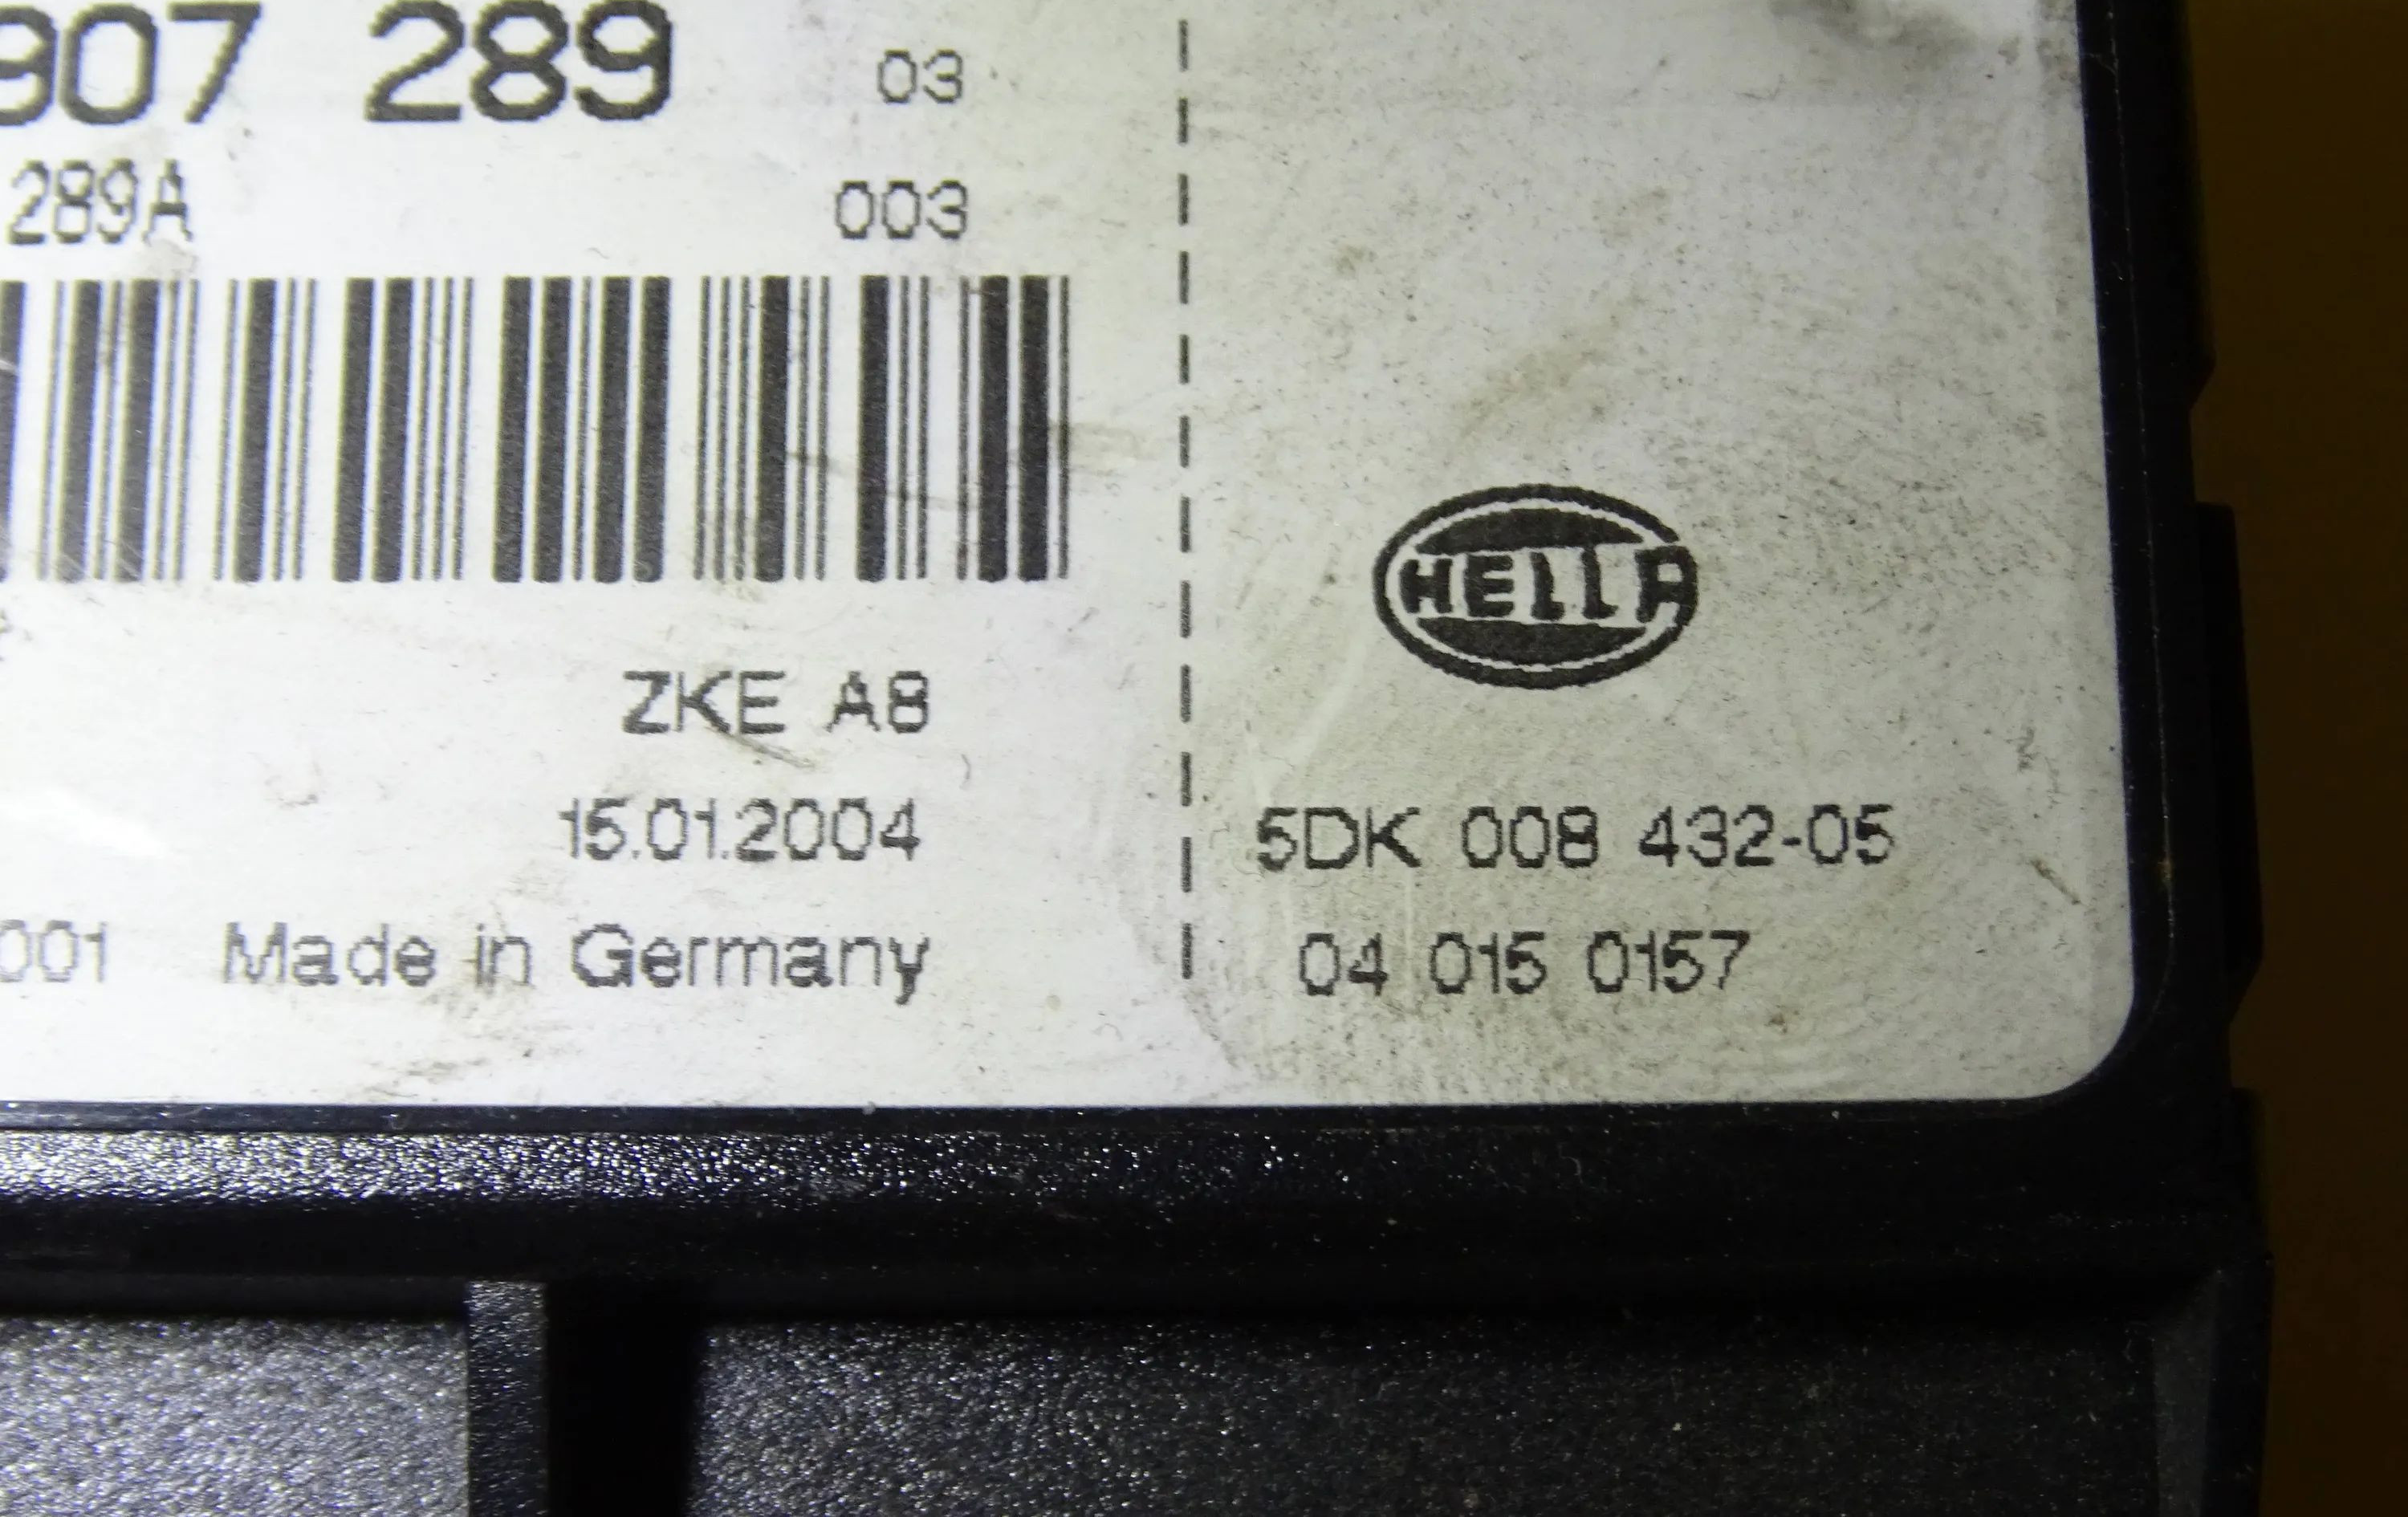 907 289 03
289A 003
HELLA
ZKE A8
15.01.2004 5DK 008 432-05
001 Made in Germany 04 015 0157